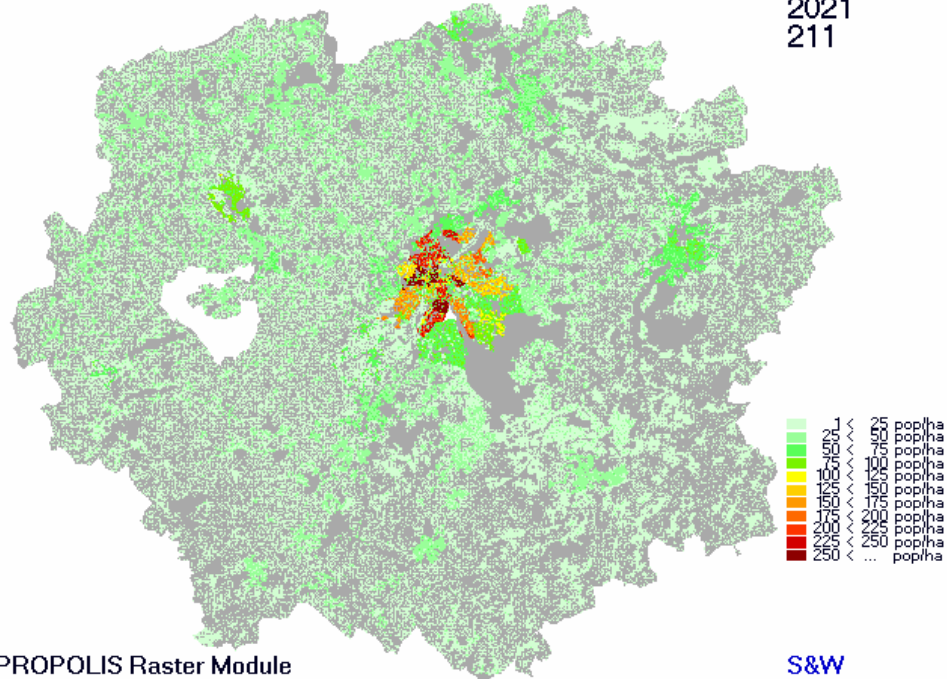 2021
211
1 < 25 pop/ha
25 < 50 pop/ha
50 < 75 pop/ha
75 < 100 pop/ha
100 < 125 pop/ha
125 < 150 pop/ha
150 < 175 pop/ha
175 < 200 pop/ha
200 < 225 pop/ha
225 < 250 pop/ha
250 < ... pop/ha
PROPOLIS Raster Module
S&W